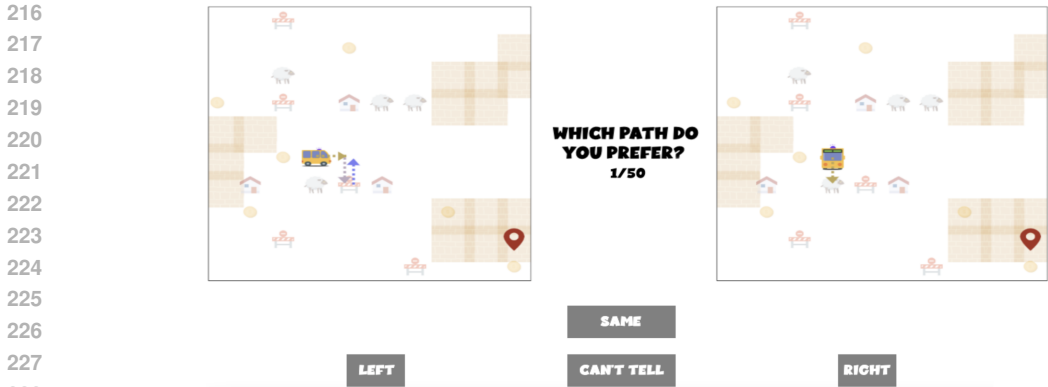 216
217
218
219
220
221
222
223
224
225
226
227
WHICH PATH DO
YOU PREFER?
1/50
SAME
LEFT
CAN'T TELL
RIGHT